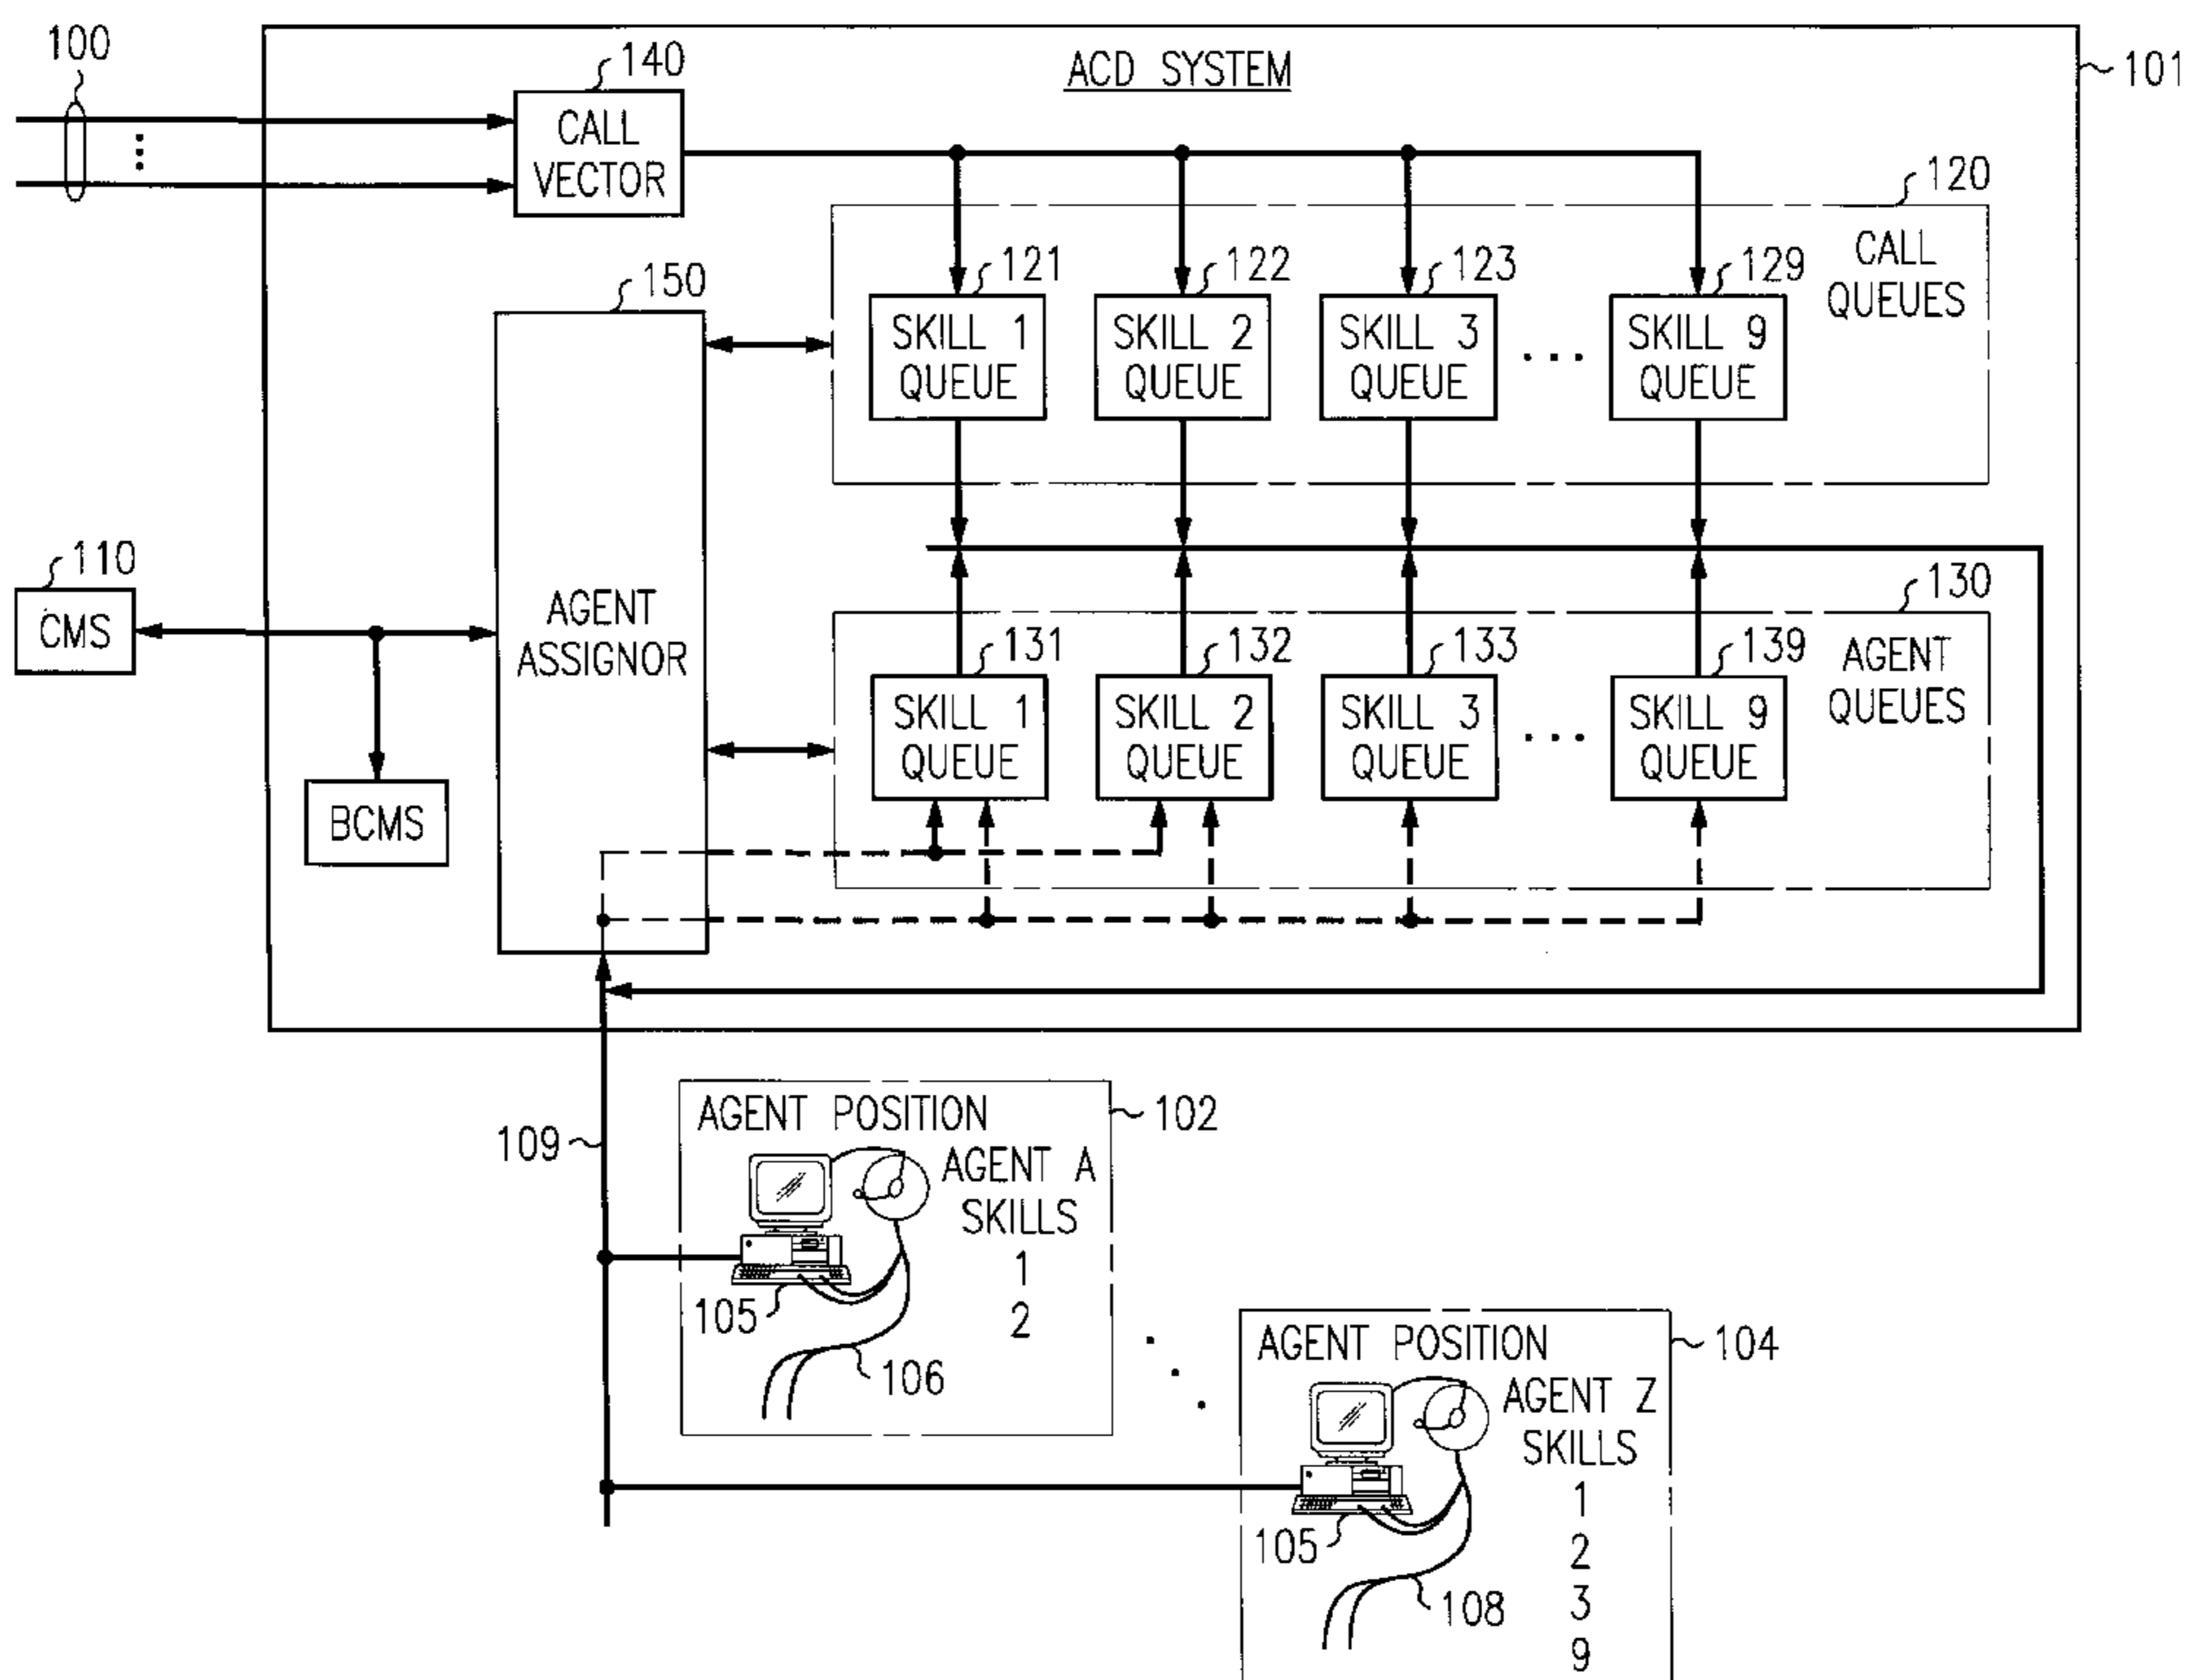 100
140
ACD SYSTEM
101
CALL
VECTOR
120
CALL
QUEUES
121
122
123
129
150
SKILL 1
QUEUE
SKILL 2
QUEUE
SKILL 3
QUEUE
...
SKILL 9
QUEUE
110
CMS
AGENT
ASSIGNOR
130
AGENT
QUEUES
131
132
133
139
SKILL 1
QUEUE
SKILL 2
QUEUE
SKILL 3
QUEUE
...
SKILL 9
QUEUE
BCMS
109
AGENT POSITION
102
AGENT A
SKILLS
1
2
105
106
AGENT POSITION
104
AGENT Z
SKILLS
1
2
3
9
105
108